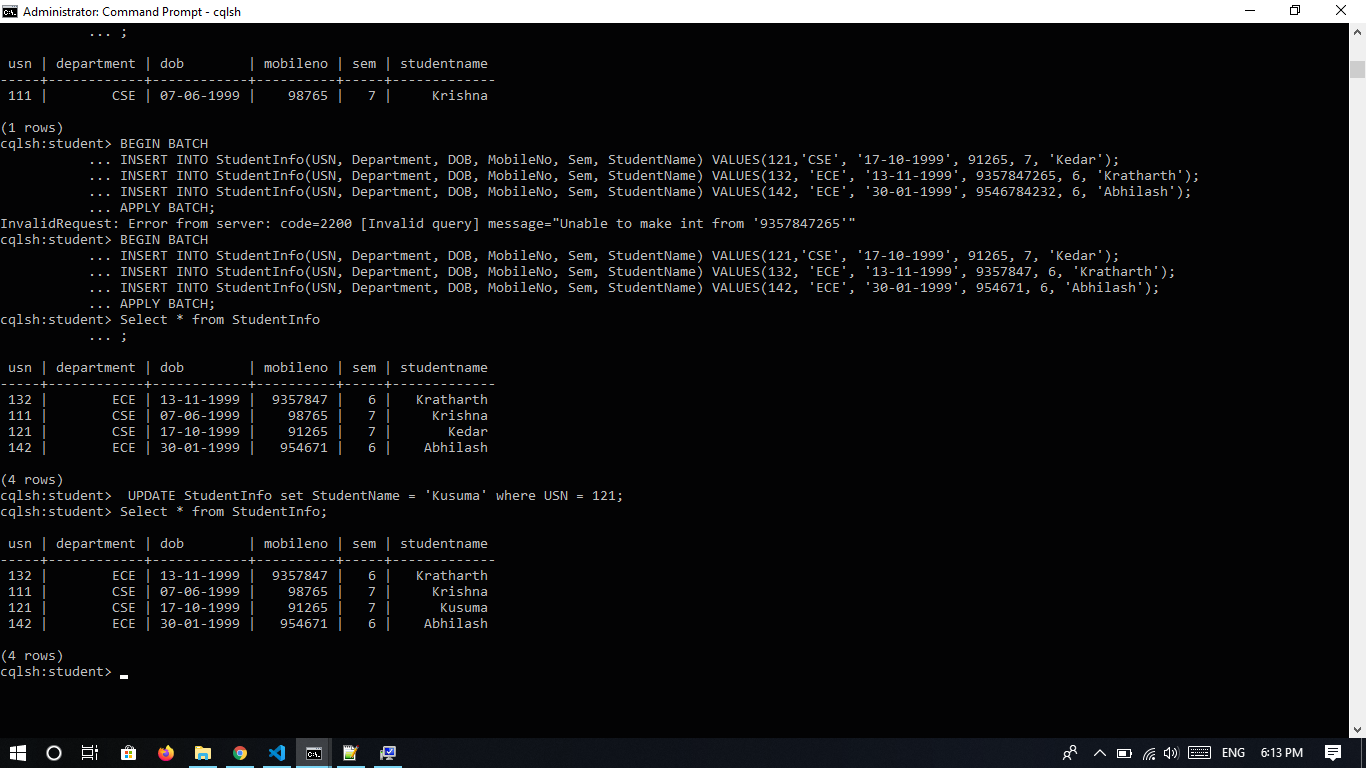 Administrator: Command Prompt - cqlsh
... ;
usn | department | dob | mobileno | sem | studentname
-----+------------+------------+----------+-----+-------------
111 | CSE | 07-06-1999 | 98765 | 7 | Krishna
(1 rows)
cqlsh:student> BEGIN BATCH
... INSERT INTO StudentInfo(USN, Department, DOB, MobileNo, Sem, StudentName) VALUES(121,'CSE', '17-10-1999', 91265, 7, 'Kedar');
... INSERT INTO StudentInfo(USN, Department, DOB, MobileNo, Sem, StudentName) VALUES(132, 'ECE', '13-11-1999', 9357847265, 6, 'Kratharth');
... INSERT INTO StudentInfo(USN, Department, DOB, MobileNo, Sem, StudentName) VALUES(142, 'ECE', '30-01-1999', 9546784232, 6, 'Abhilash');
... APPLY BATCH;
InvalidRequest: Error from server: code=2200 [Invalid query] message="Unable to make int from '9357847265'"
cqlsh:student> BEGIN BATCH
... INSERT INTO StudentInfo(USN, Department, DOB, MobileNo, Sem, StudentName) VALUES(121,'CSE', '17-10-1999', 91265, 7, 'Kedar');
... INSERT INTO StudentInfo(USN, Department, DOB, MobileNo, Sem, StudentName) VALUES(132, 'ECE', '13-11-1999', 9357847, 6, 'Kratharth');
... INSERT INTO StudentInfo(USN, Department, DOB, MobileNo, Sem, StudentName) VALUES(142, 'ECE', '30-01-1999', 954671, 6, 'Abhilash');
... APPLY BATCH;
cqlsh:student> Select * from StudentInfo
... ;
usn | department | dob | mobileno | sem | studentname
-----+------------+------------+----------+-----+-------------
132 | ECE | 13-11-1999 | 9357847 | 6 | Kratharth
111 | CSE | 07-06-1999 | 98765 | 7 | Krishna
121 | CSE | 17-10-1999 | 91265 | 7 | Kedar
142 | ECE | 30-01-1999 | 954671 | 6 | Abhilash
(4 rows)
cqlsh:student>  UPDATE StudentInfo set StudentName = 'Kusuma' where USN = 121;
cqlsh:student> Select * from StudentInfo;
usn | department | dob | mobileno | sem | studentname
-----+------------+------------+----------+-----+-------------
132 | ECE | 13-11-1999 | 9357847 | 6 | Kratharth
111 | CSE | 07-06-1999 | 98765 | 7 | Krishna
121 | CSE | 17-10-1999 | 91265 | 7 | Kusuma
142 | ECE | 30-01-1999 | 954671 | 6 | Abhilash
(4 rows)
cqlsh:student>
ENG 6:13 PM